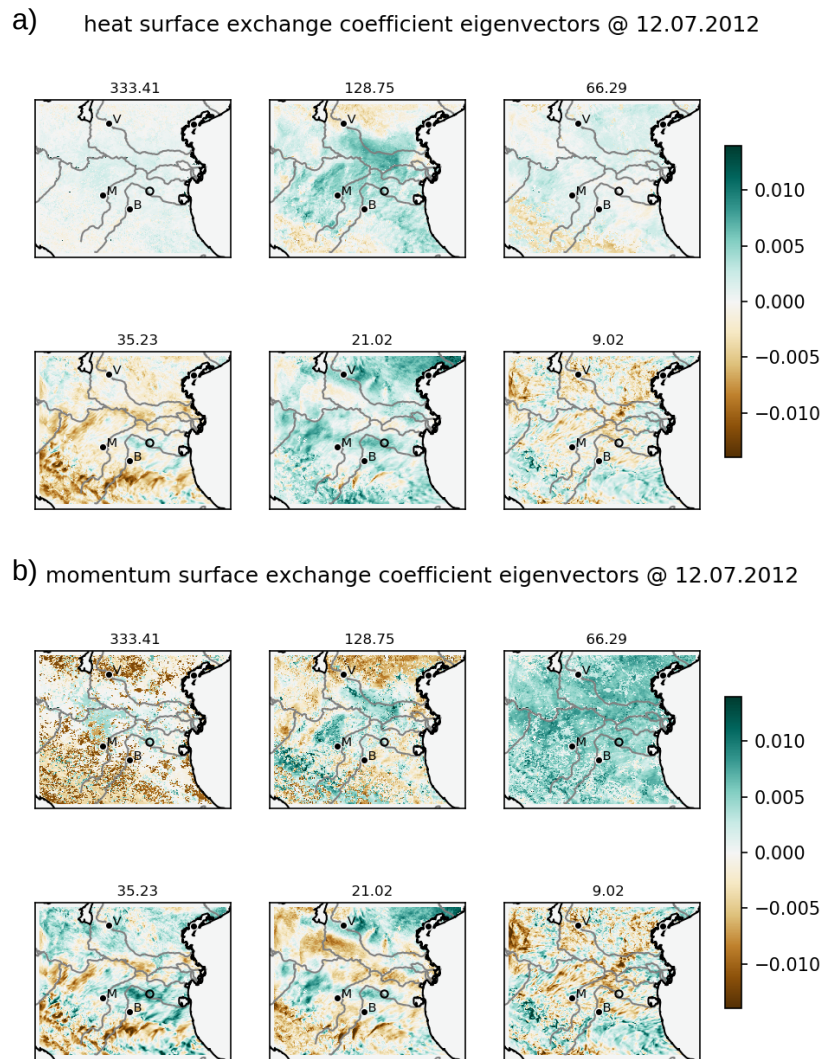 a) heat surface exchange coefficient eigenvectors @ 12.07.2012
333.41 128.75 66.29
V V V
M M M
B B B
0.010
0.005
0.000
−0.005
−0.010
35.23 21.02 9.02
V V V
M M M
B B B
b) momentum surface exchange coefficient eigenvectors @ 12.07.2012
333.41 128.75 66.29
V V V
M M M
B B B
0.010
0.005
0.000
−0.005
−0.010
35.23 21.02 9.02
V V V
M M M
B B B